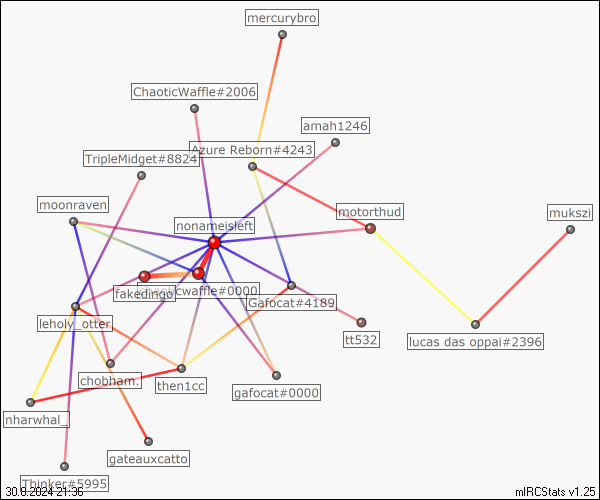 mercurybro
ChaoticWaffle#2006
amah1246
Azure Reborn#4243
TripleMidget#8824
moonraven
motorthud
mukszi
nonameisleft
fakedingo
chaoticwaffle#0000
Gafocat#4189
leholy_otter
tt532
lucas das oppai#2396
chobham.
then1cc
gafocat#0000
nharwhal_
gateauxcatto
Thinker#5995
30.6.2024 21:36
mIRCStats v1.25